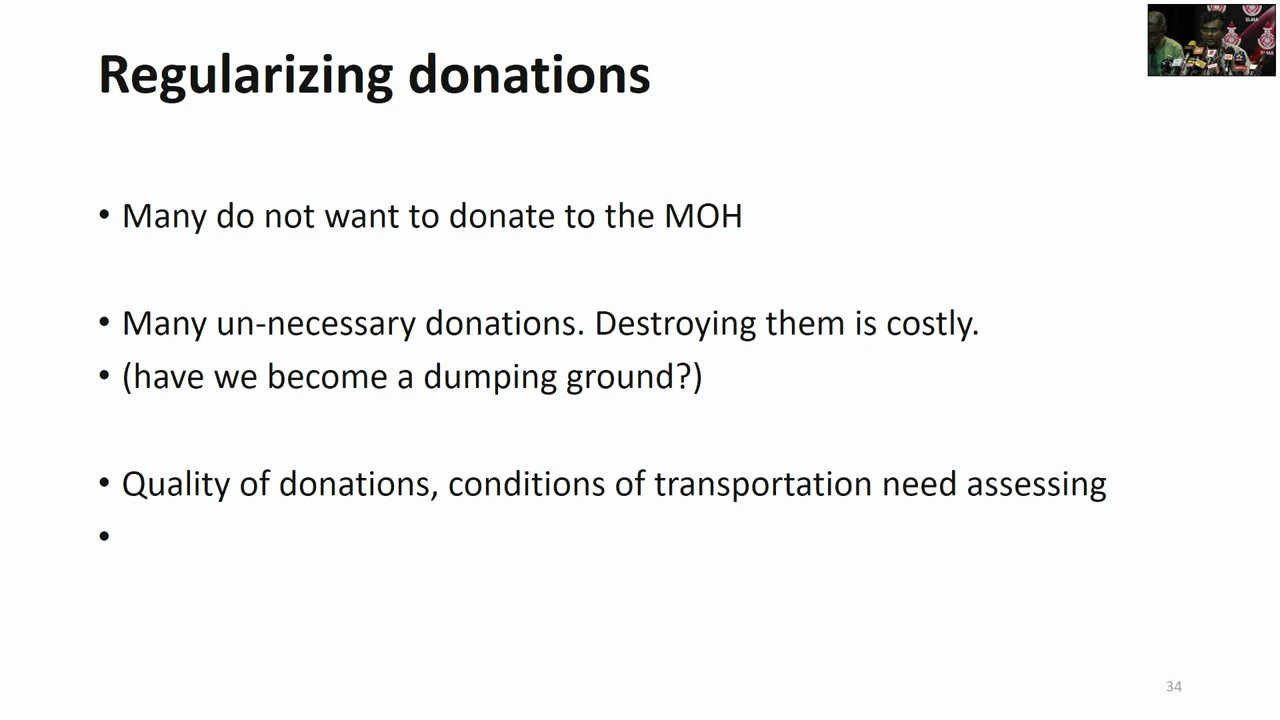 Regularizing donations
SLMA
• Many do not want to donate to the MOH
• Many un-necessary donations. Destroying them is costly.
• (have we become a dumping ground?)
• Quality of donations, conditions of transportation need assessing
•
34